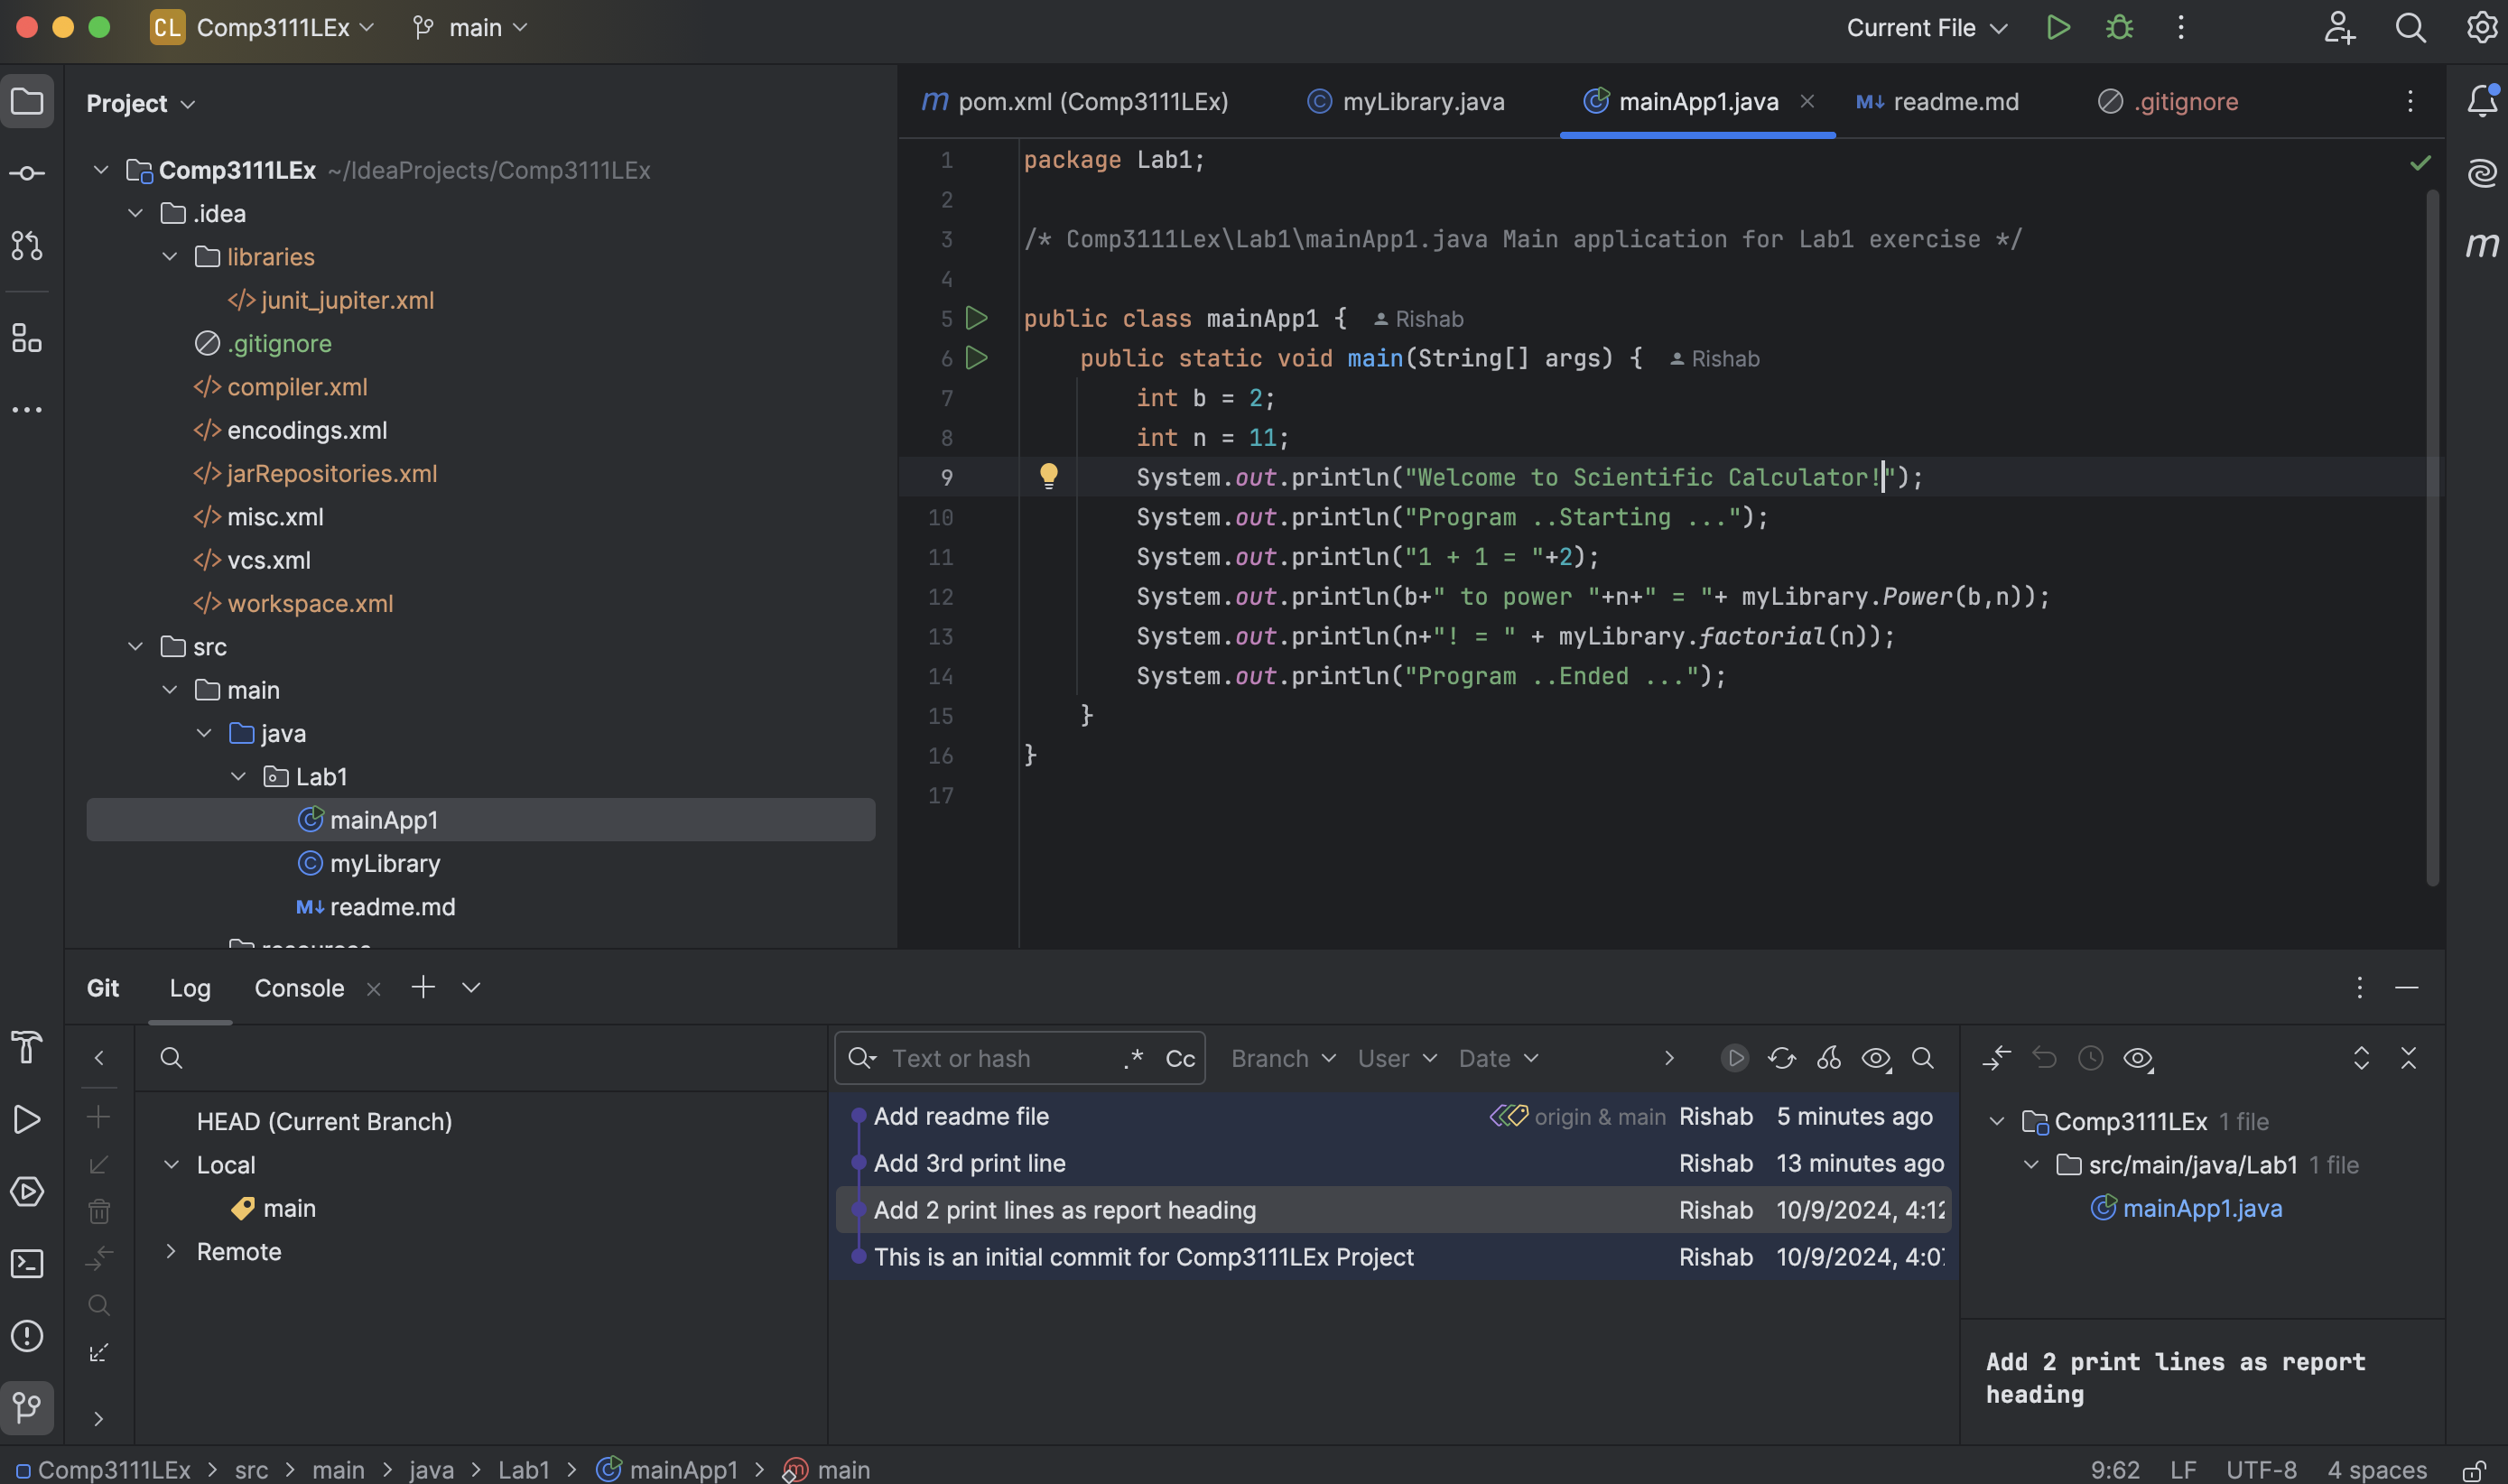 CL Comp3111LEx main Current File
Project
Comp3111LEx ~/IdeaProjects/Comp3111LEx
.idea
libraries
</> junit_jupiter.xml
.gitignore
</> compiler.xml
</> encodings.xml
</> jarRepositories.xml
</> misc.xml
</> vcs.xml
</> workspace.xml
src
main
java
Lab1
mainApp1
myLibrary
M↓ readme.md
m pom.xml (Comp3111LEx) myLibrary.java mainApp1.java M↓ readme.md .gitignore
1 package Lab1;
2
3 /* Comp3111Lex\Lab1\mainApp1.java Main application for Lab1 exercise */
4
5 public class mainApp1 { Rishab
6 public static void main(String[] args) { Rishab
7 int b = 2;
8 int n = 11;
9 System.out.println("Welcome to Scientific Calculator!");
10 System.out.println("Program ..Starting ...");
11 System.out.println("1 + 1 = "+2);
12 System.out.println(b+" to power "+n+" = "+ myLibrary.Power(b,n));
13 System.out.println(n+"! = " + myLibrary.factorial(n));
14 System.out.println("Program ..Ended ...");
15 }
16 }
17
m
Git Log Console
HEAD (Current Branch)
Local
main
Remote
Text or hash .* Cc Branch User Date
Add readme file origin & main Rishab 5 minutes ago
Add 3rd print line Rishab 13 minutes ago
Add 2 print lines as report heading Rishab 10/9/2024, 4:12
This is an initial commit for Comp3111LEx Project Rishab 10/9/2024, 4:0
Comp3111LEx 1 file
src/main/java/Lab1 1 file
mainApp1.java
Add 2 print lines as report
heading
Comp3111LEx > src > main > java > Lab1 > mainApp1 > main 9:62 LF UTF-8 4 spaces